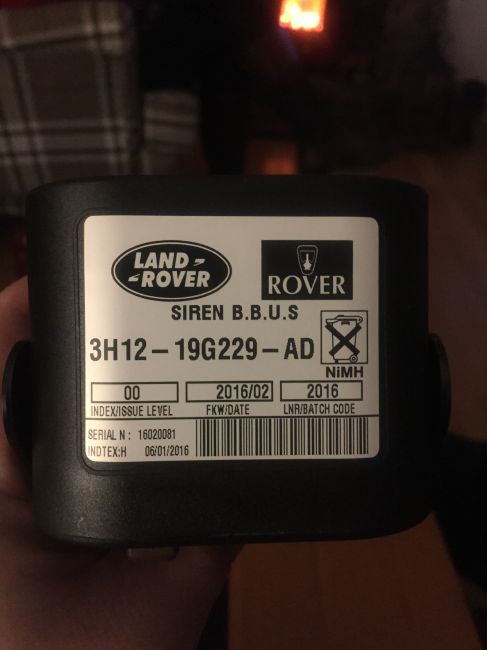 LAND-
-ROVER
ROVER
SIREN B.B.U.S
3H12-19G229-AD
NiMH
00 2016/02 2016
INDEX/ISSUE LEVEL FKW/DATE LNR/BATCH CODE
SERIAL N: 16020081
INDTEX:H 06/01/2016